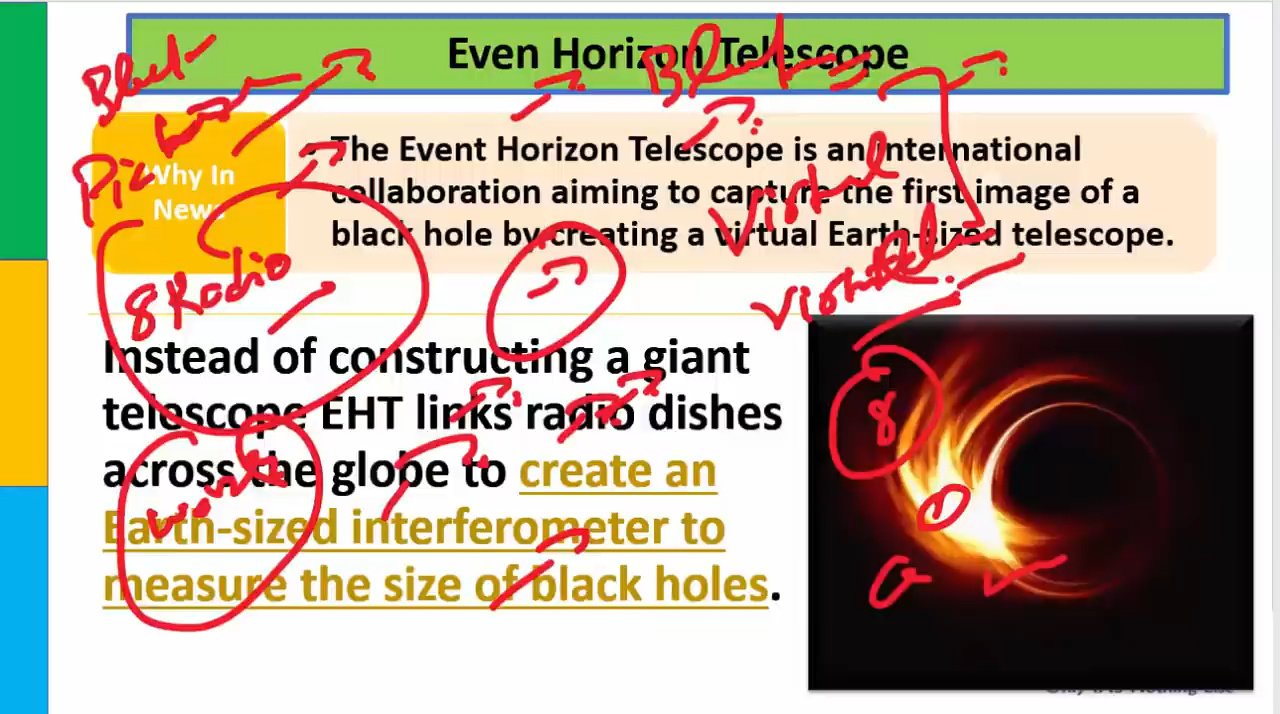 Even Horizon Telescope
Why In
News
• The Event Horizon Telescope is an international
collaboration aiming to capture the first image of a
black hole by creating a virtual Earth-sized telescope.
Instead of constructing a giant
telescope EHT links radio dishes
across the globe to create an
Earth-sized interferometer to
measure the size of black holes.
Pic
8 Radio
Virtual
8